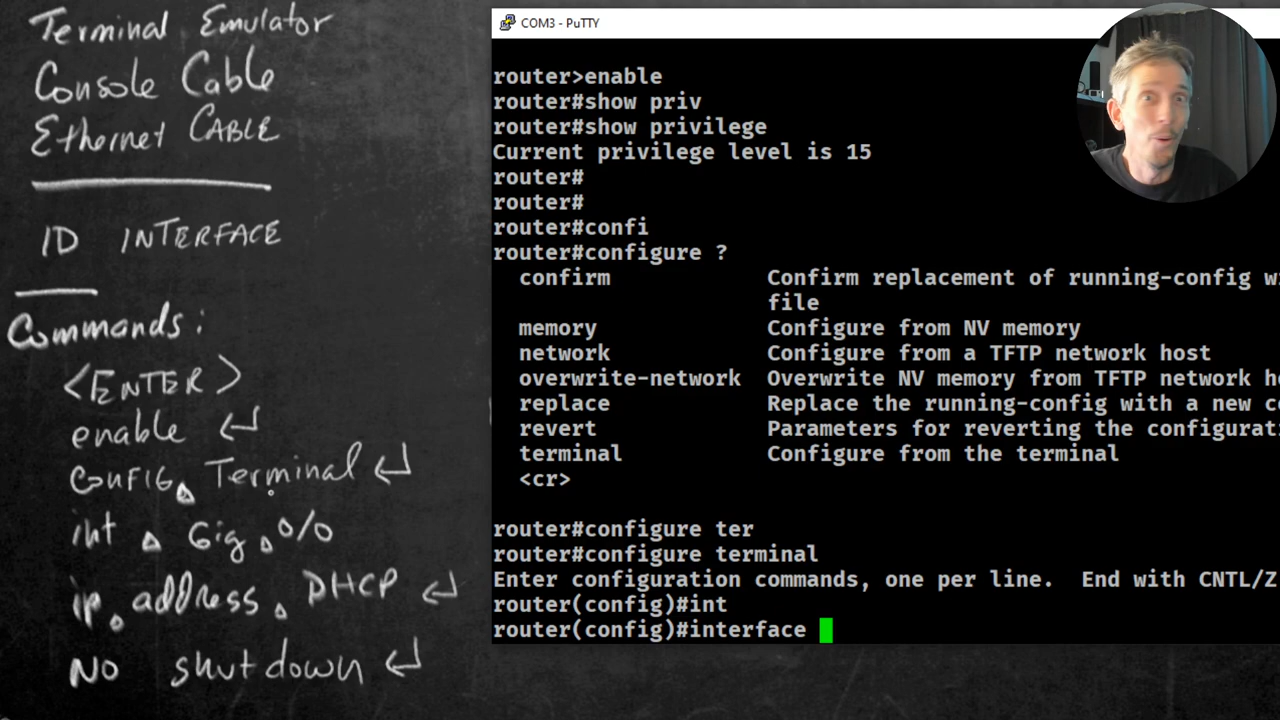 Terminal Emulator
Console Cable
Ethernet CABLE
ID INTERFACE
Commands:
<ENTER>
enable ↵
CONFIG△Terminal ↵
int △ Gig △ 0/0
ip △ address △ DHCP ↵
NO shutdown ↵
COM3 - PuTTY
router>enable
router#show priv
router#show privilege
Current privilege level is 15
router#
router#
router#confi
router#configure ?
confirm Confirm replacement of running-config wi
file
memory Configure from NV memory
network Configure from a TFTP network host
overwrite-network Overwrite NV memory from TFTP network ho
replace Replace the running-config with a new co
revert Parameters for reverting the configurati
terminal Configure from the terminal
<cr>
router#configure ter
router#configure terminal
Enter configuration commands, one per line. End with CNTL/Z
router(config)#int
router(config)#interface